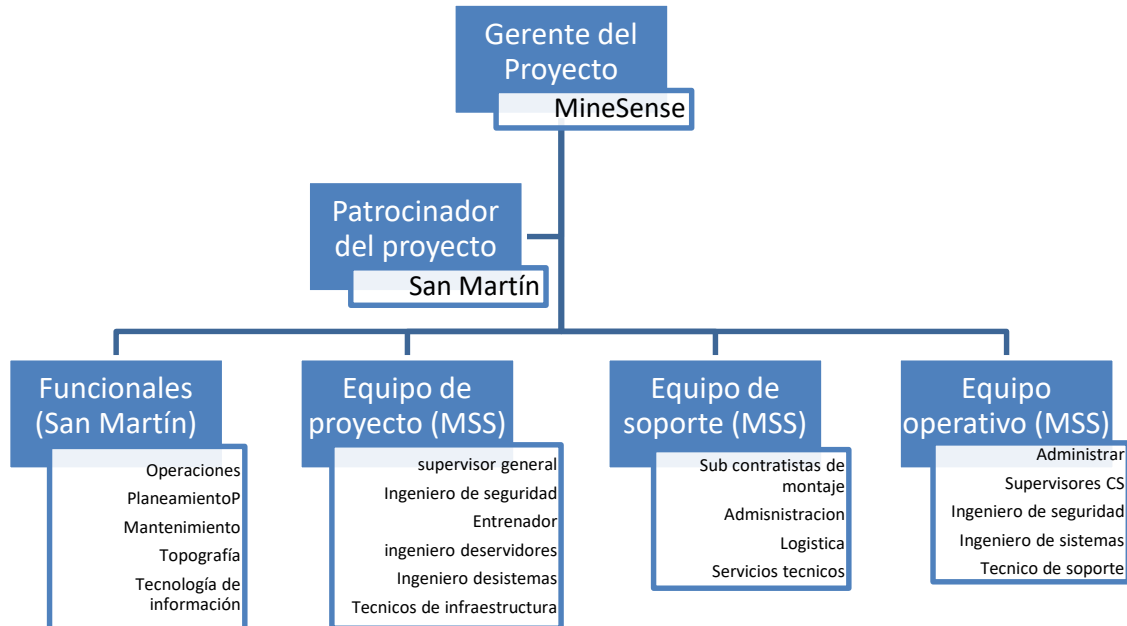 Gerente del
Proyecto
MineSense
Patrocinador
del proyecto
San Martín
Funcionales
(San Martín)
Operaciones
PlaneamientoP
Mantenimiento
Topografía
Tecnología de
información
Equipo de
proyecto (MSS)
supervisor general
Ingeniero de seguridad
Entrenador
ingeniero deservidores
Ingeniero desistemas
Tecnicos de infraestructura
Equipo de
soporte (MSS)
Sub contratistas de
montaje
Admisnistracion
Logistica
Servicios tecnicos
Equipo
operativo (MSS)
Administrar
Supervisores CS
Ingeniero de seguridad
Ingeniero de sistemas
Tecnico de soporte